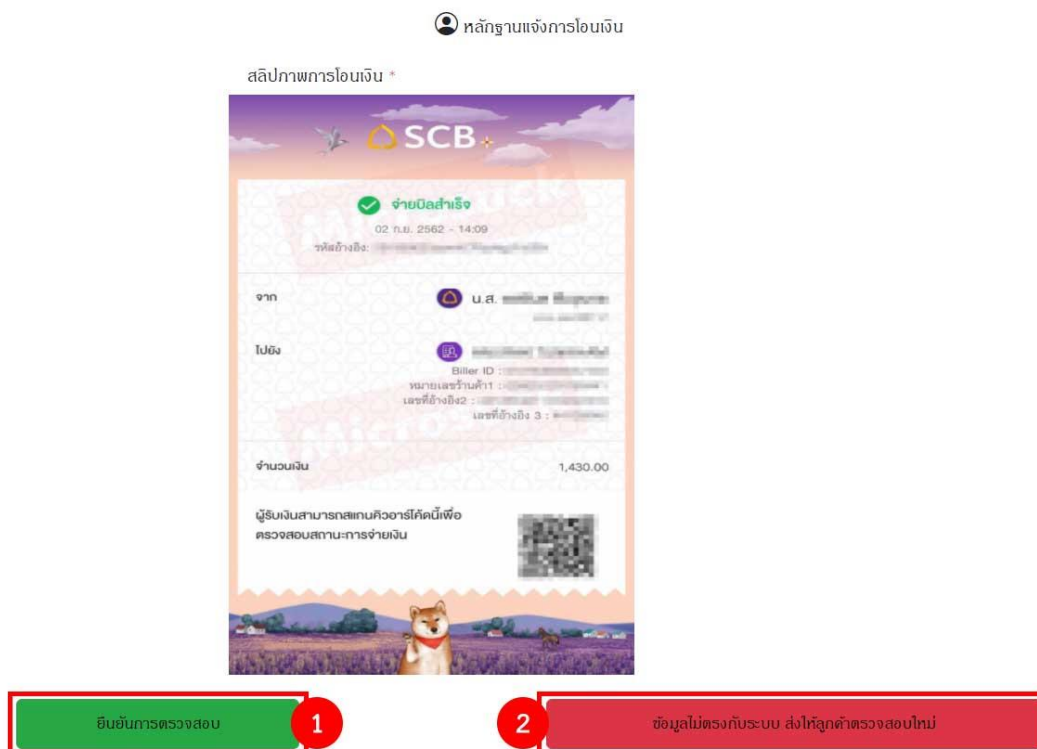 หลักฐานแจ้งการโอนเงิน
สลิปภาพการโอนเงิน *
SCB
จ่ายบิลสำเร็จ
02 ก.ย. 2562 - 14:09
รหัสอ้างอิง:
จาก
น.ส.
ไปยัง
Biller ID :
หมายเลขร้านค้า1 :
เลขที่อ้างอิง2 :
เลขที่อ้างอิง 3 :
จำนวนเงิน 1,430.00
ผู้รับเงินสามารถสแกนคิวอาร์โค้ดนี้เพื่อ
ตรวจสอบสถานะการจ่ายเงิน
ยืนยันการตรวจสอบ 1
2 ข้อมูลไม่ตรงกับระบบ ส่งให้ลูกค้าตรวจสอบใหม่